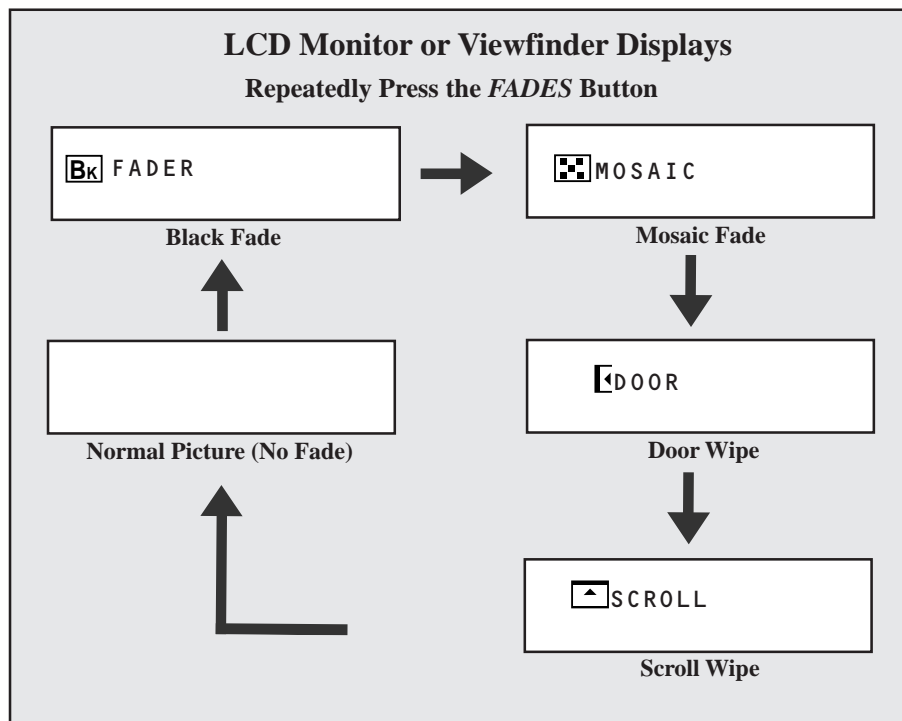 LCD Monitor or Viewfinder Displays
Repeatedly Press the FADES Button
BK FADER
Black Fade
MOSAIC
Mosaic Fade
Normal Picture (No Fade)
DOOR
Door Wipe
SCROLL
Scroll Wipe